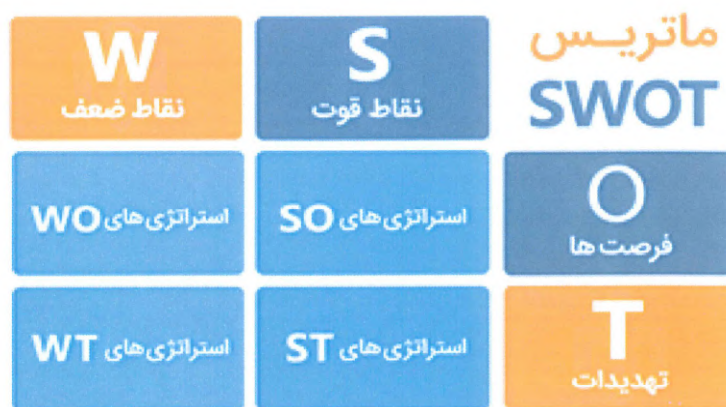 ماتریس
SWOT
S
نقاط قوت
W
نقاط ضعف
O
فرصت ها
استراتژی‌های SO
استراتژی‌های WO
T
تهدیدات
استراتژی‌های ST
استراتژی‌های WT